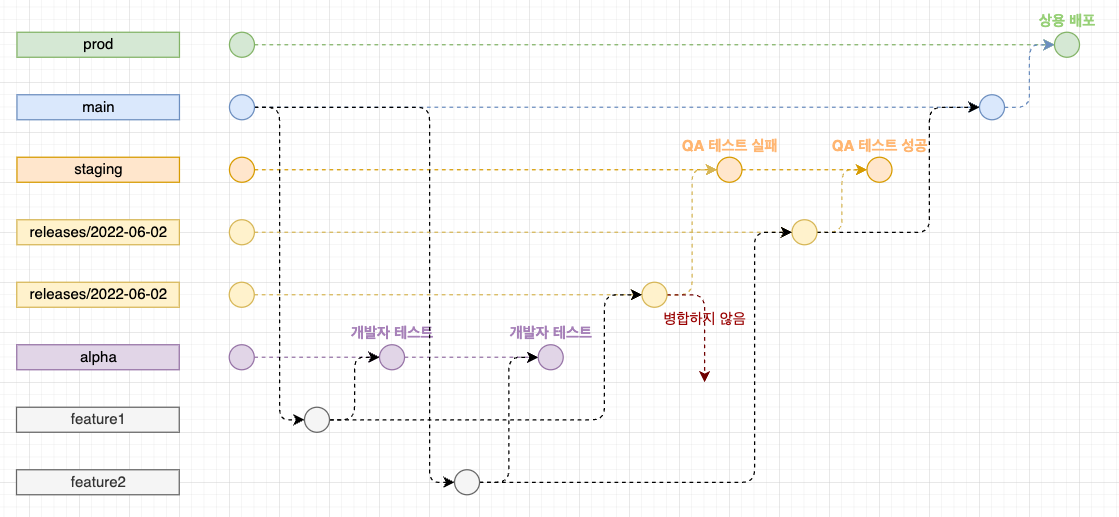 상용 배포
prod
main
QA 테스트 실패
QA 테스트 성공
staging
releases/2022-06-02
releases/2022-06-02
병합하지 않음
개발자 테스트
개발자 테스트
alpha
feature1
feature2